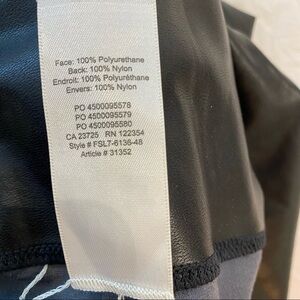 Face: 100% Polyurethane
Back: 100% Nylon
Endroit: 100% Polyuréthane
Envers: 100% Nylon
PO 4500095578
PO 4500095579
PO 4500095580
CA 23725 RN 122354
Style # FSL7-6136-48
Article # 31352